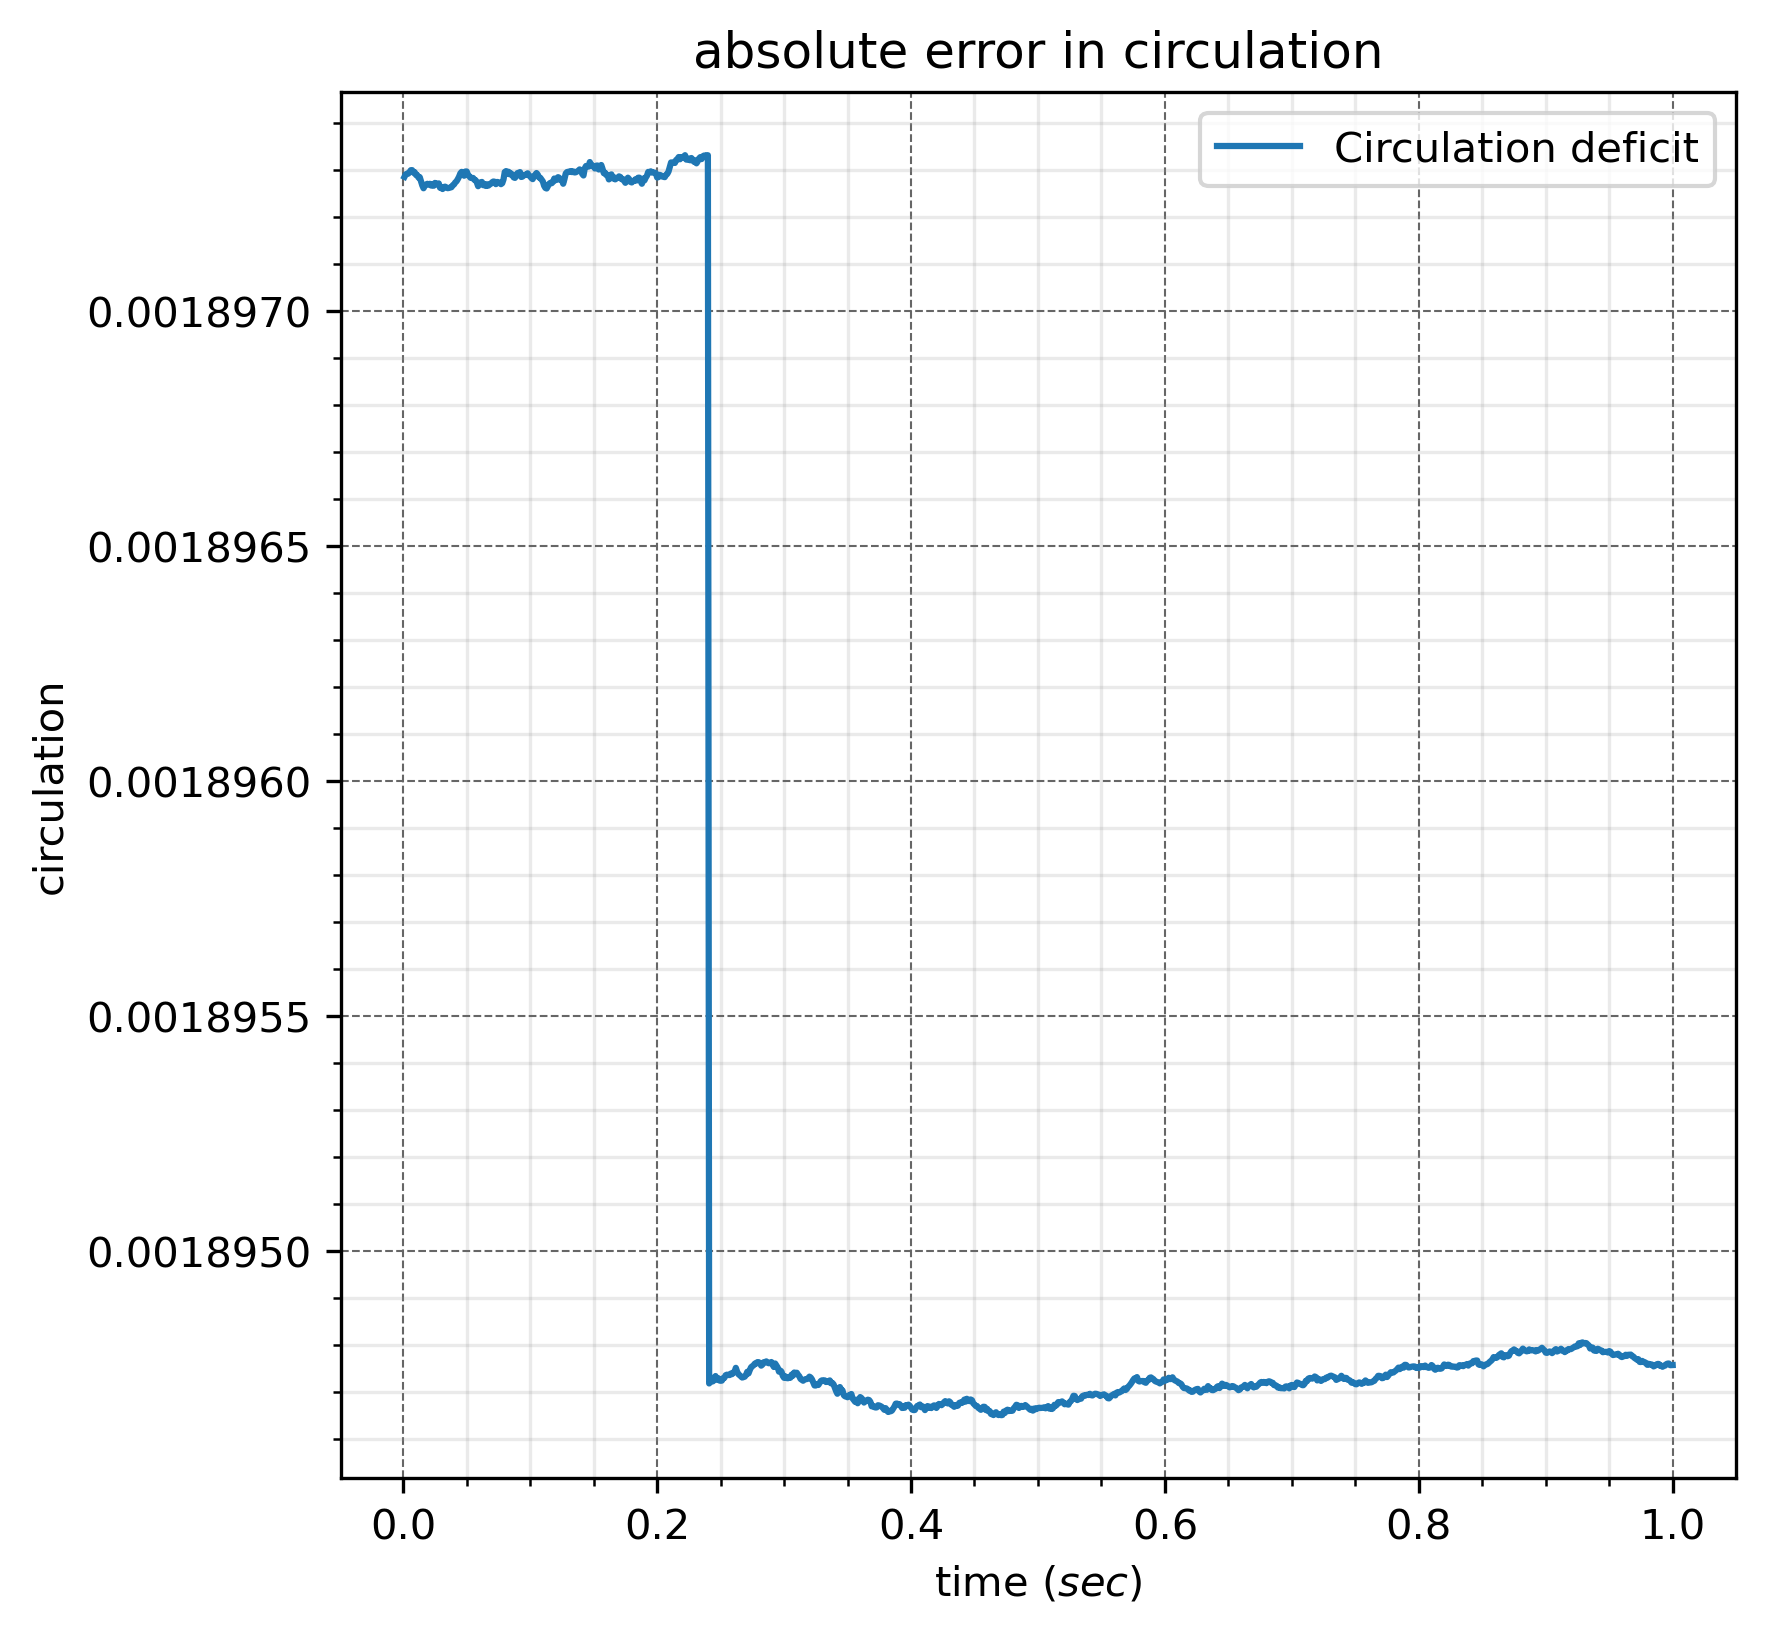 absolute error in circulation
Circulation deficit
circulation
0.0018970
0.0018965
0.0018960
0.0018955
0.0018950
0.0 0.2 0.4 0.6 0.8 1.0
time (sec)